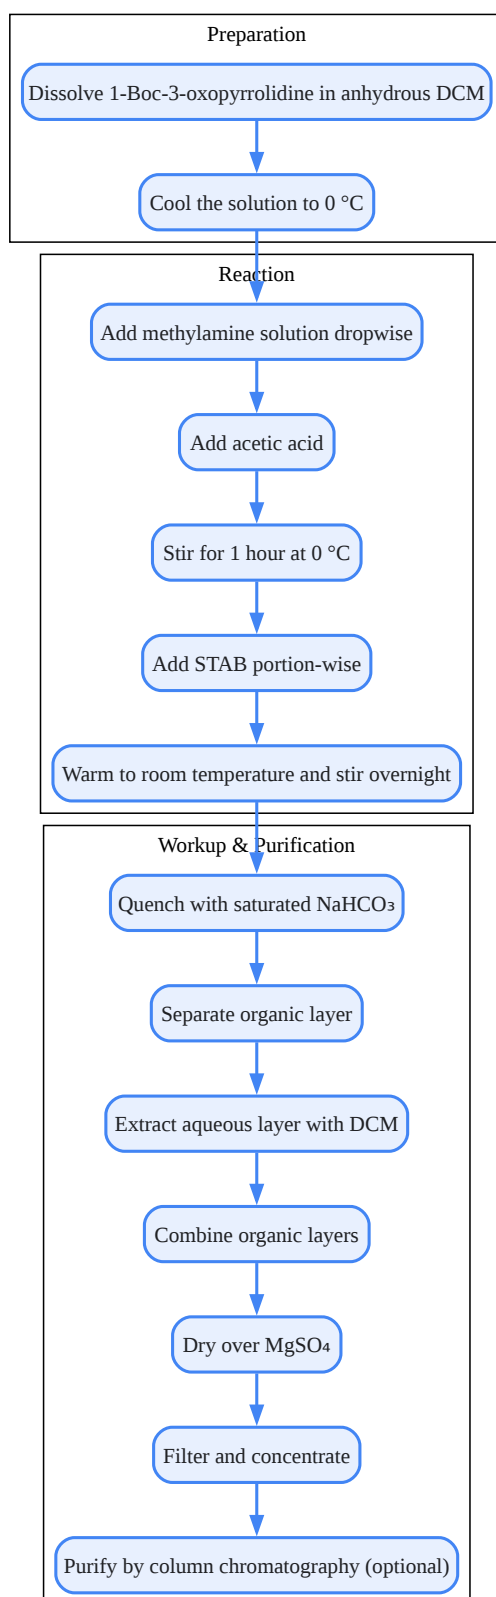 Preparation
Dissolve 1-Boc-3-oxopyrrolidine in anhydrous DCM
Cool the solution to 0 °C
Reaction
Add methylamine solution dropwise
Add acetic acid
Stir for 1 hour at 0 °C
Add STAB portion-wise
Warm to room temperature and stir overnight
Workup & Purification
Quench with saturated NaHCO₃
Separate organic layer
Extract aqueous layer with DCM
Combine organic layers
Dry over MgSO₄
Filter and concentrate
Purify by column chromatography (optional)